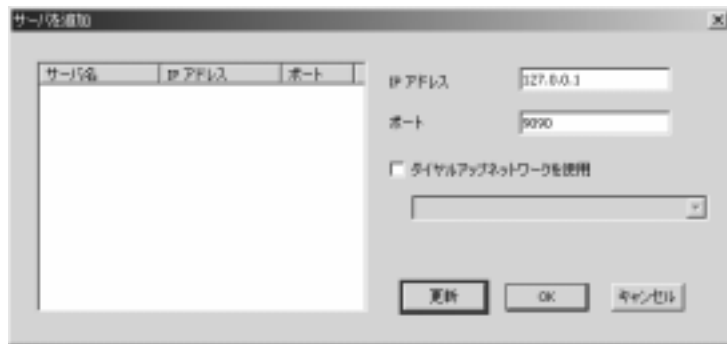 サーバを追加
サーバ名 IP アドレス ポート
IP アドレス 127.0.0.1
ポート 9090
ダイヤルアップネットワークを使用
更新 OK キャンセル